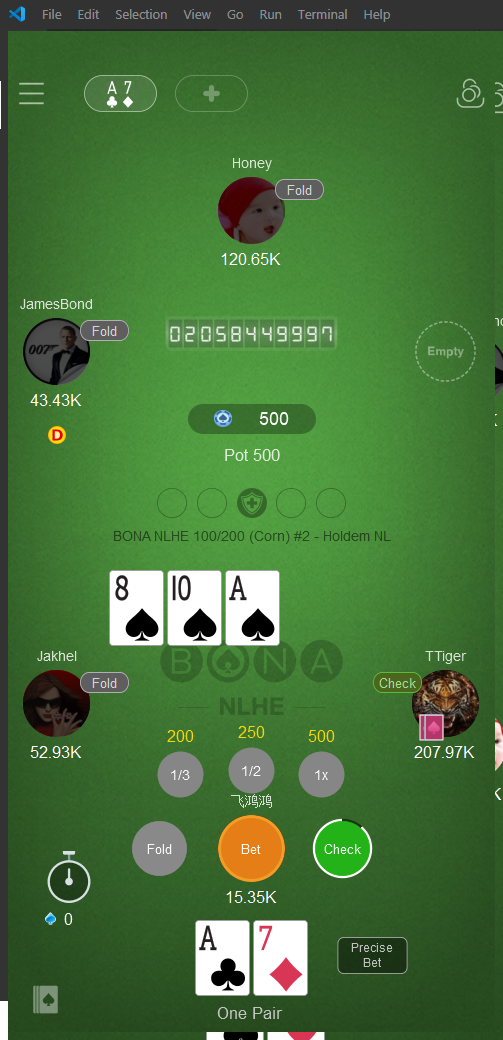 File Edit Selection View Go Run Terminal Help
A 7
Honey
Fold
120.65K
JamesBond
Fold
007
43.43K
D
02058449997
Empty
500
Pot 500
BONA NLHE 100/200 (Corn) #2 - Holdem NL
8 10 A
BONA
NLHE
Jakhel
Fold
52.93K
TTiger
Check
207.97K
200 250 500
1/3 1/2 1x
飞鸿鸿
Fold Bet Check
15.35K
0
A 7
Precise
Bet
One Pair